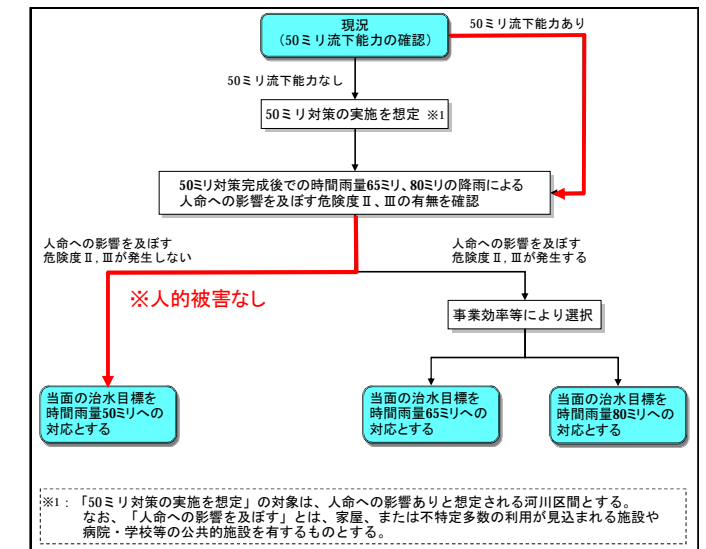 現況
(50ミリ流下能力の確認)
50ミリ流下能力あり
50ミリ流下能力なし
50ミリ対策の実施を想定 ※1
50ミリ対策完成後での時間雨量65ミリ、80ミリの降雨による
人命への影響を及ぼす危険度Ⅱ、Ⅲの有無を確認
人命への影響を及ぼす
危険度Ⅱ,Ⅲが発生しない
人命への影響を及ぼす
危険度Ⅱ,Ⅲが発生する
※人的被害なし
事業効率等により選択
当面の治水目標を
時間雨量50ミリへの
対応とする
当面の治水目標を
時間雨量65ミリへの
対応とする
当面の治水目標を
時間雨量80ミリへの
対応とする
※1:「50ミリ対策の実施を想定」の対象は、人命への影響ありと想定される河川区間とする。
なお、「人命への影響を及ぼす」とは、家屋、または不特定多数の利用が見込まれる施設や
病院・学校等の公共的施設を有するものとする。